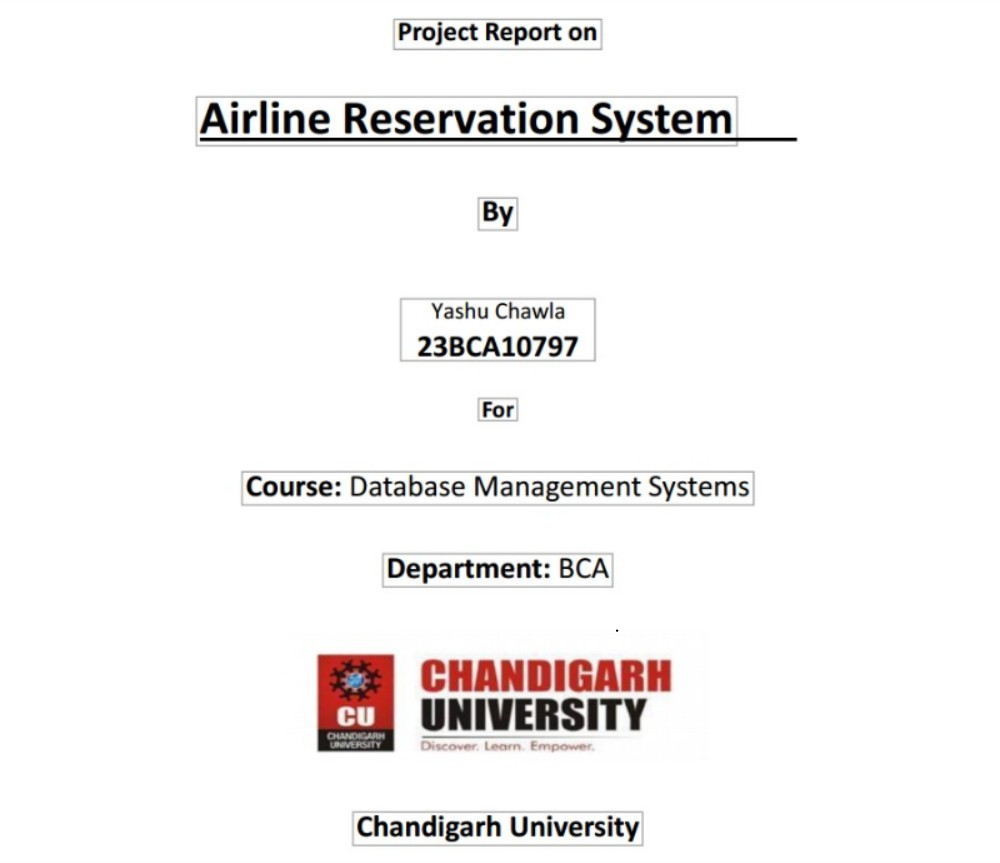 Project Report on
Airline Reservation System
By
Yashu Chawla
23BCA10797
For
Course: Database Management Systems
Department: BCA
CU
CHANDIGARH
UNIVERSITY
CHANDIGARH
UNIVERSITY
Discover. Learn. Empower.
Chandigarh University